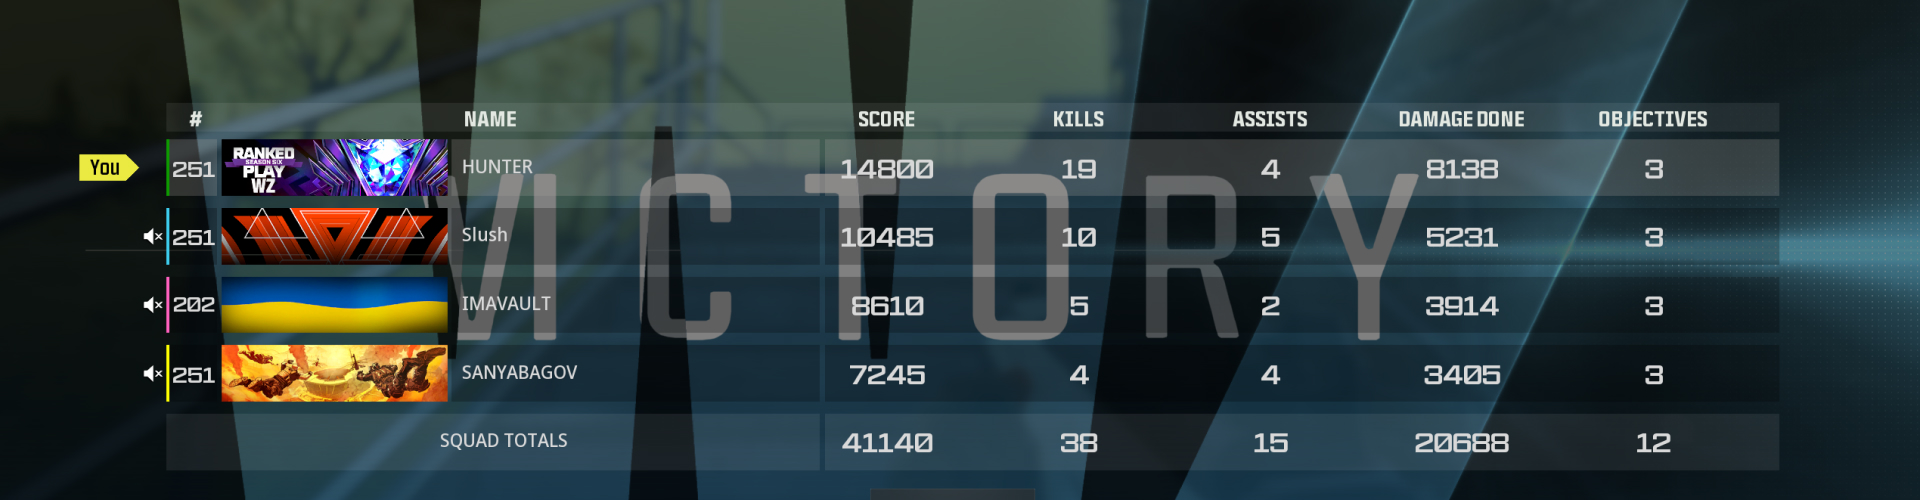 # NAME SCORE KILLS ASSISTS DAMAGE DONE OBJECTIVES
You 251 RANKED SEASON SIX PLAY WZ HUNTER 14800 19 4 8138 3
VICTORY
251 Slush 10485 10 5 5231 3
202 IMAVAULT 8610 5 2 3914 3
251 SANYABAGOV 7245 4 4 3405 3
SQUAD TOTALS 41140 38 15 20688 12